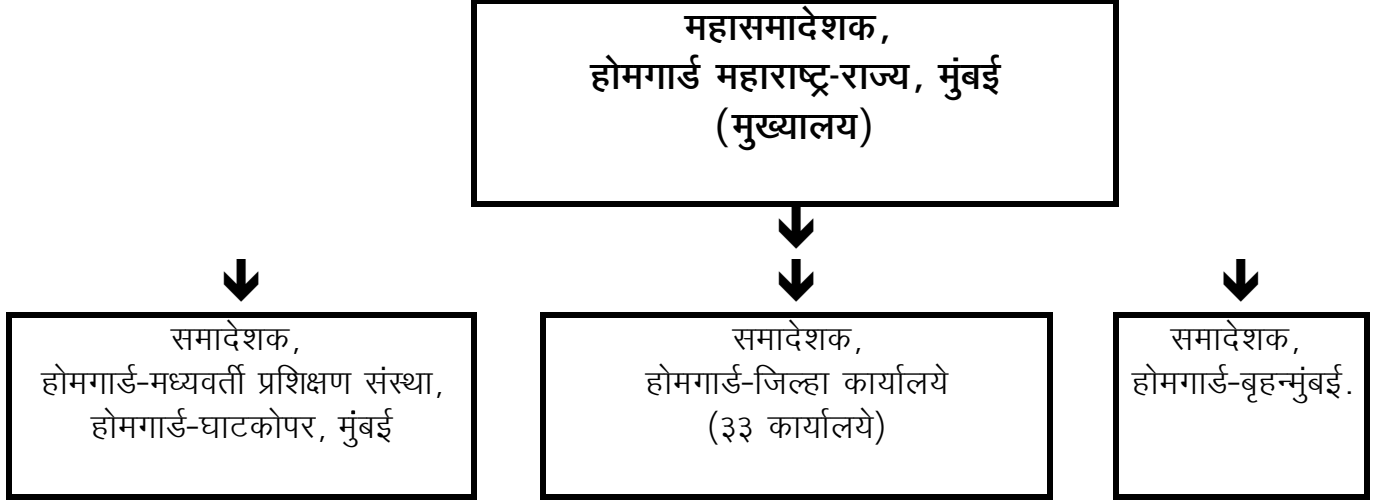 महासमादेशक,
होमगार्ड महाराष्ट्र-राज्य, मुंबई
(मुख्यालय)
समादेशक,
होमगार्ड-मध्यवर्ती प्रशिक्षण संस्था,
होमगार्ड-घाटकोपर, मुंबई
समादेशक,
होमगार्ड-जिल्हा कार्यालये
(३३ कार्यालये)
समादेशक,
होमगार्ड-बृहन्मुंबई.